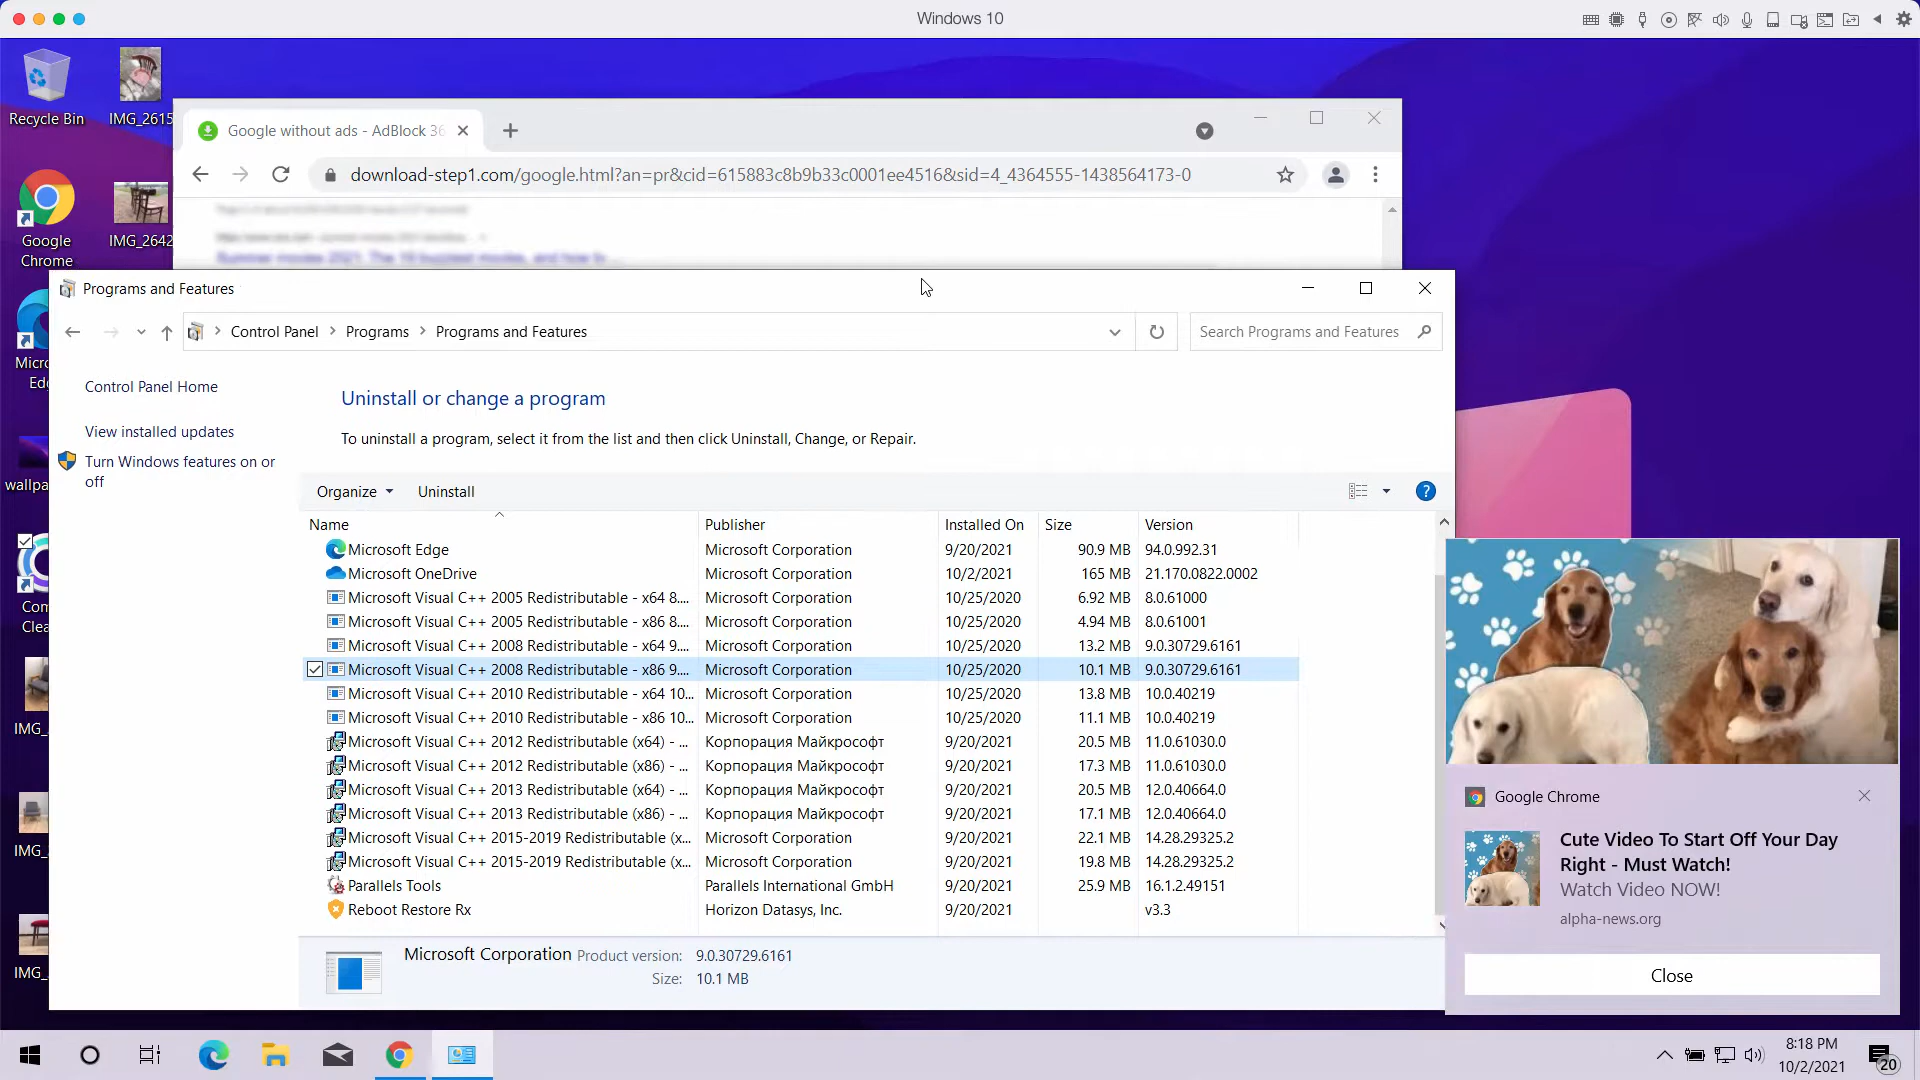 Windows 10
Recycle Bin
IMG_2615
Google without ads - AdBlock 36
download-step1.com/google.html?an=pr&cid=615883c8b9b33c0001ee4516&sid=4_4364555-1438564173-0
Google
Chrome
IMG_2642
Summer movies 2021: The
Programs and Features
Control Panel
Programs
Programs and Features
Search Programs and Features
Micro
Ed
Control Panel Home
View installed updates
Turn Windows features on or
off
Uninstall or change a program
To uninstall a program, select it from the list and then click Uninstall, Change, or Repair.
wallpa
Organize
Uninstall
Name Publisher Installed On Size Version
Microsoft Edge Microsoft Corporation 9/20/2021 90.9 MB 94.0.992.31
Microsoft OneDrive Microsoft Corporation 10/2/2021 165 MB 21.170.0822.0002
Microsoft Visual C++ 2005 Redistributable - x64 8.... Microsoft Corporation 10/25/2020 6.92 MB 8.0.61000
Microsoft Visual C++ 2005 Redistributable - x86 8.... Microsoft Corporation 10/25/2020 4.94 MB 8.0.61001
Microsoft Visual C++ 2008 Redistributable - x64 9.... Microsoft Corporation 10/25/2020 13.2 MB 9.0.30729.6161
Microsoft Visual C++ 2008 Redistributable - x86 9.... Microsoft Corporation 10/25/2020 10.1 MB 9.0.30729.6161
Microsoft Visual C++ 2010 Redistributable - x64 10... Microsoft Corporation 10/25/2020 13.8 MB 10.0.40219
Microsoft Visual C++ 2010 Redistributable - x86 10... Microsoft Corporation 10/25/2020 11.1 MB 10.0.40219
Microsoft Visual C++ 2012 Redistributable (x64) - ... Корпорация Майкрософт 9/20/2021 20.5 MB 11.0.61030.0
Microsoft Visual C++ 2012 Redistributable (x86) - ... Корпорация Майкрософт 9/20/2021 17.3 MB 11.0.61030.0
Microsoft Visual C++ 2013 Redistributable (x64) - ... Корпорация Майкрософт 9/20/2021 20.5 MB 12.0.40664.0
Microsoft Visual C++ 2013 Redistributable (x86) - ... Корпорация Майкрософт 9/20/2021 17.1 MB 12.0.40664.0
Microsoft Visual C++ 2015-2019 Redistributable (x... Microsoft Corporation 9/20/2021 22.1 MB 14.28.29325.2
Microsoft Visual C++ 2015-2019 Redistributable (x... Microsoft Corporation 9/20/2021 19.8 MB 14.28.29325.2
Parallels Tools Parallels International GmbH 9/20/2021 25.9 MB 16.1.2.49151
Reboot Restore Rx Horizon Datasys, Inc. 9/20/2021 v3.3
Microsoft Corporation Product version: 9.0.30729.6161
Size: 10.1 MB
Com
Clea
IMG_
IMG_
IMG_
Google Chrome
Cute Video To Start Off Your Day
Right - Must Watch!
Watch Video NOW!
alpha-news.org
Close
8:18 PM
10/2/2021
20